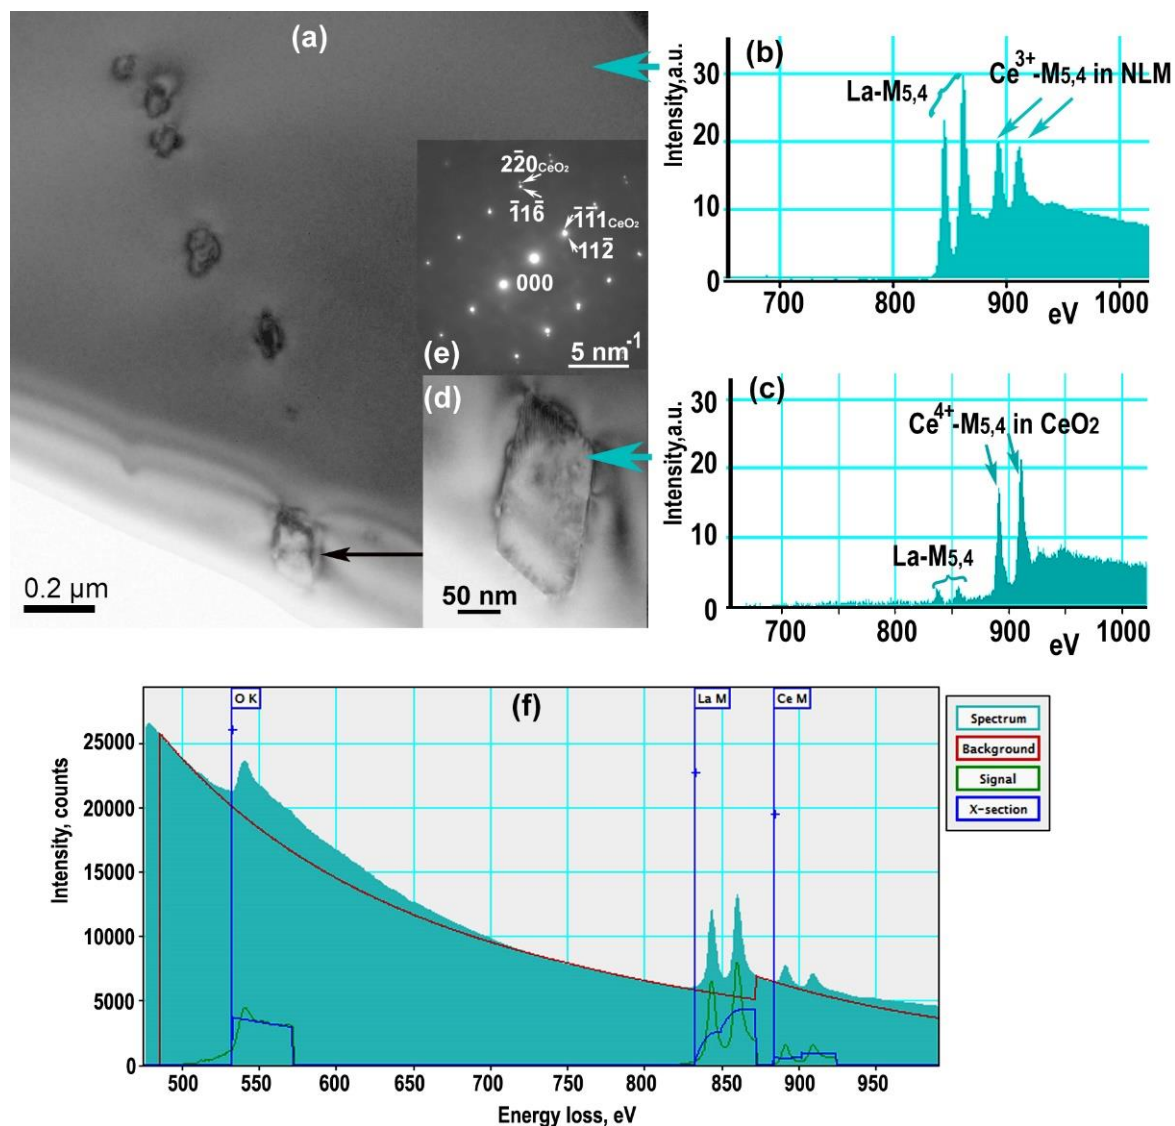 (a)
2̅20CeO₂
1̅16̅
1̅1̅1CeO₂
112̅
000
(e)
5 nm⁻¹
(d)
50 nm
0.2 µm
(b)
Intensity,a.u.
30
20
10
0
La-M5,4
Ce³⁺-M5,4 in NLM
700
800
900
1000
eV
(c)
Intensity,a.u.
30
20
10
0
Ce⁴⁺-M5,4 in CeO₂
La-M5,4
700
800
900
1000
eV
(f)
O K
La M
Ce M
Intensity, counts
25000
20000
15000
10000
5000
0
500
550
600
650
700
750
800
850
900
950
Energy loss, eV
Spectrum
Background
Signal
X-section